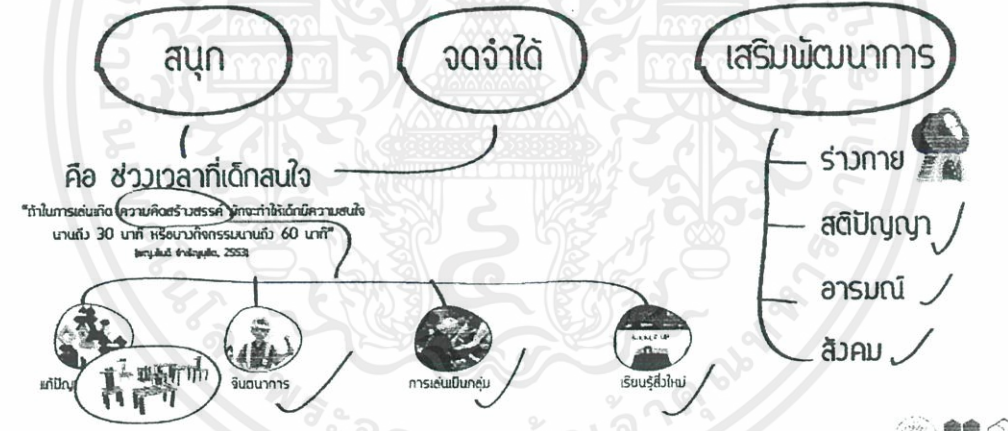 สนุก
จดจำได้
เสริมพัฒนาการ
คือ ช่วงเวลาที่เด็กสนใจ
"ถ้าในการเล่นเกิด ความคิดสร้างสรรค์ มักจะทำให้เด็กมีความสนใจ
นานถึง 30 นาที หรือบางกิจกรรมนานถึง 60 นาที"
2553)
ร่างกาย
สติปัญญา
อารมณ์
สังคม
แก้ปัญ
จินตนาการ
การเล่นเป็นกลุ่ม
เรียนรู้สิ่งใหม่